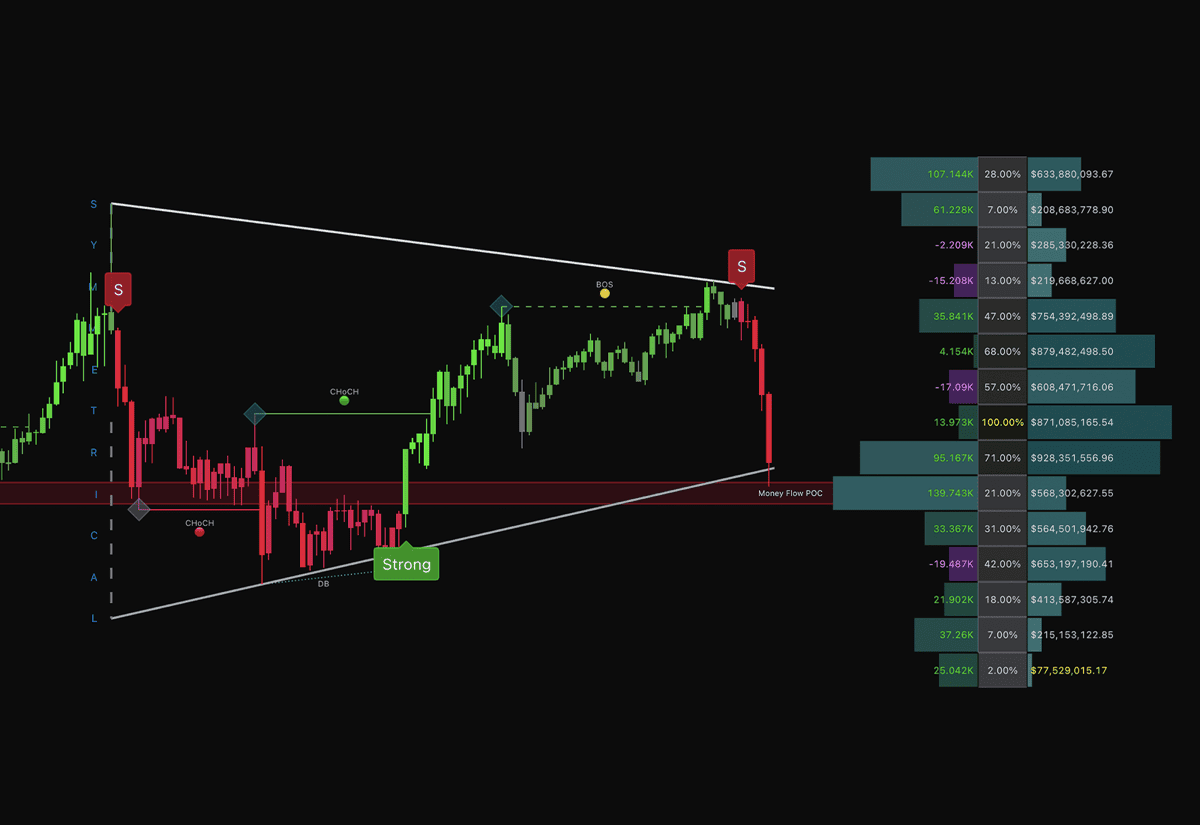 S
Y
M
M
E
T
R
I
C
A
L
S
S
BOS
CHoCH
CHoCH
Strong
DB
Money Flow POC
107.144K 28.00% $633,880,093.67
61.228K 7.00% $208,683,778.90
-2.209K 21.00% $285,330,228.36
-15.208K 13.00% $219,668,627.00
35.841K 47.00% $754,392,498.89
4.154K 68.00% $879,482,498.50
-17.09K 57.00% $608,471,716.06
13.973K 100.00% $871,085,165.54
95.167K 71.00% $928,351,556.96
139.743K 21.00% $568,302,627.55
33.367K 31.00% $564,501,942.76
-19.487K 42.00% $653,197,190.41
21.902K 18.00% $413,587,305.74
37.26K 7.00% $215,153,122.85
25.042K 2.00% $77,529,015.17